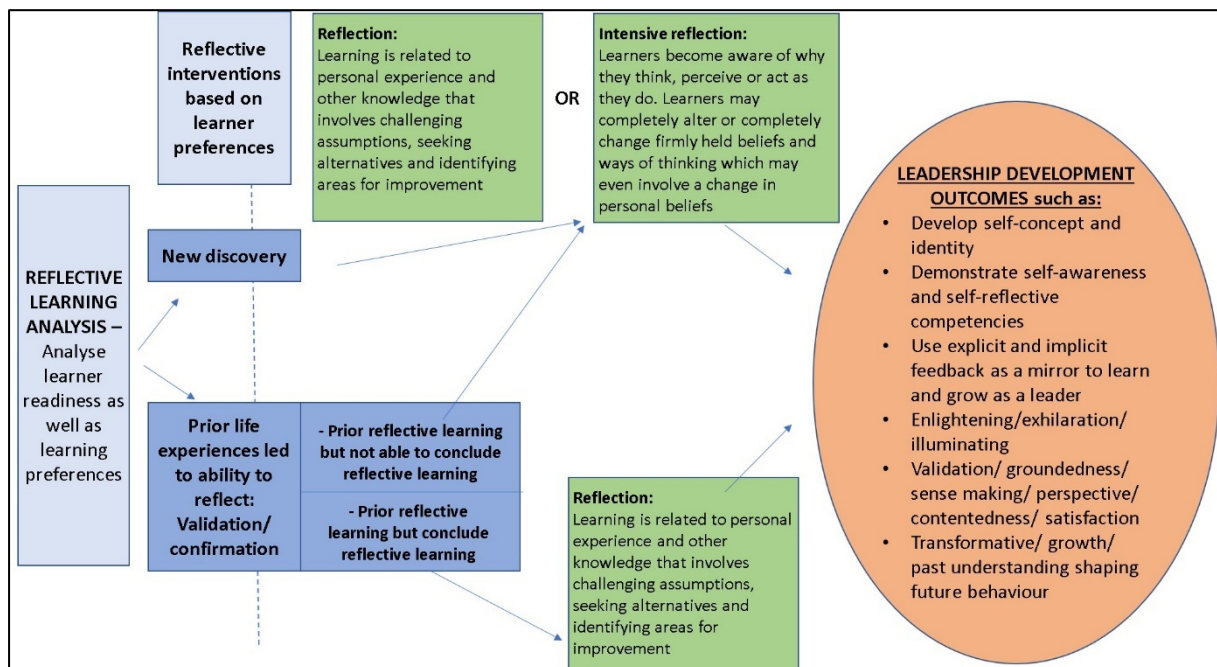 REFLECTIVE
LEARNING
ANALYSIS –
Analyse
learner
readiness as
well as
learning
preferences
Reflective
interventions
based on
learner
preferences
New discovery
Prior life
experiences led
to ability to
reflect:
Validation/
confirmation
- Prior reflective learning
but not able to conclude
reflective learning
- Prior reflective
learning but conclude
reflective learning
Reflection:
Learning is related to
personal experience and
other knowledge that
involves challenging
assumptions, seeking
alternatives and identifying
areas for improvement
OR
Intensive reflection:
Learners become aware of why
they think, perceive or act as
they do. Learners may
completely alter or completely
change firmly held beliefs and
ways of thinking which may
even involve a change in
personal beliefs
Reflection:
Learning is related to personal
experience and other
knowledge that involves
challenging assumptions,
seeking alternatives and
identifying areas for
improvement
LEADERSHIP DEVELOPMENT
OUTCOMES such as:
• Develop self-concept and
identity
• Demonstrate self-awareness
and self-reflective
competencies
• Use explicit and implicit
feedback as a mirror to learn
and grow as a leader
• Enlightening/exhilaration/
illuminating
• Validation/ groundedness/
sense making/ perspective/
contentedness/ satisfaction
• Transformative/ growth/
past understanding shaping
future behaviour